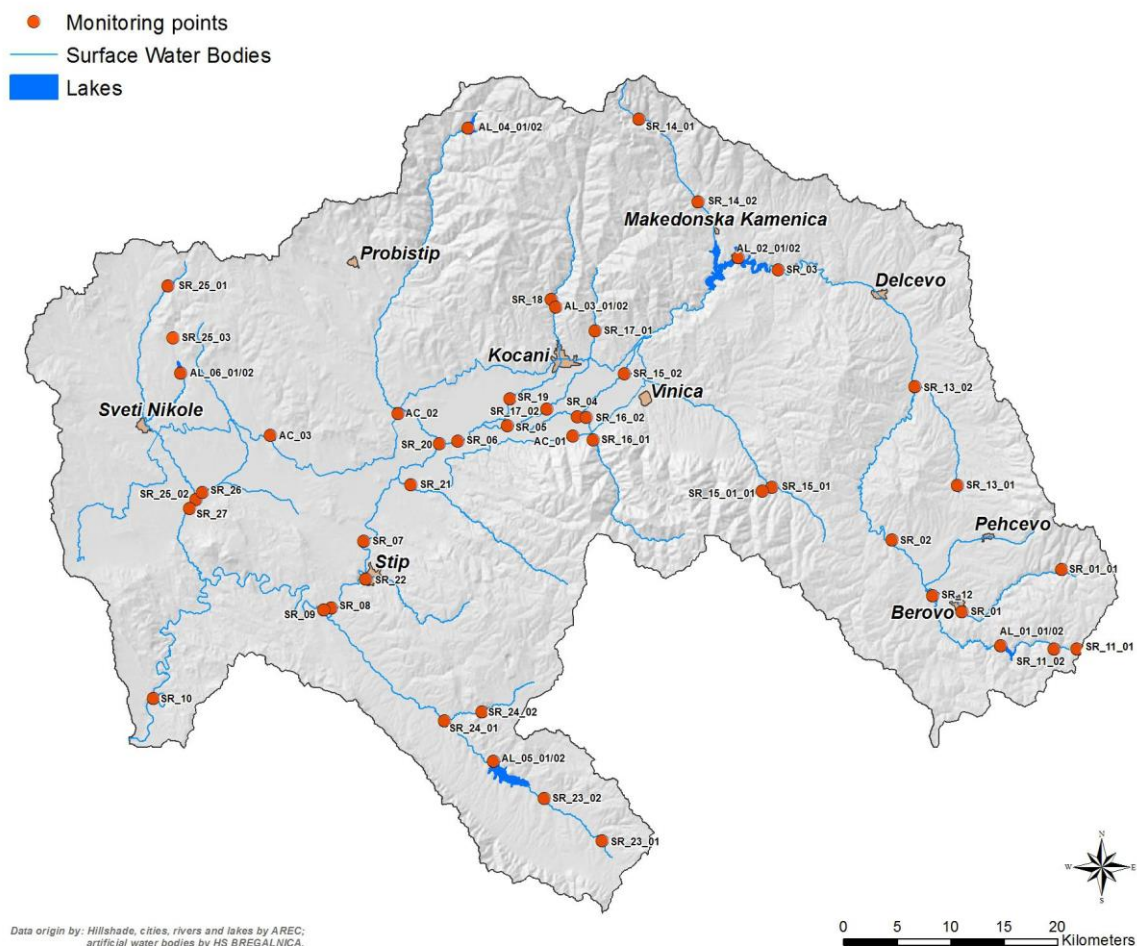 Monitoring points
Surface Water Bodies
Lakes
SR_14_01
AL_04_01/02
SR_14_02
Makedonska Kamenica
AL_02_01/02
Probistip
SR_03
SR_25_01
Delcevo
SR_18
AL_03_01/02
SR_17_01
SR_25_03
Kocani
AL_06_01/02
SR_15_02
SR_13_02
Vinica
SR_19
Sveti Nikole
AC_02
SR_17_02
SR_04
SR_16_02
SR_05
AC_03
SR_20
SR_06
AC_01
SR_16_01
SR_21
SR_15_01_01
SR_15_01
SR_13_01
SR_25_02
SR_26
SR_27
SR_07
SR_02
Pehcevo
Stip
SR_22
SR_01_01
SR_12
SR_09
SR_08
Berovo
SR_01
AL_01_01/02
SR_11_02
SR_11_01
SR_10
SR_24_02
SR_24_01
AL_05_01/02
SR_23_02
SR_23_01
N
W
E
S
Data origin by: Hillshade, cities, rivers and lakes by AREC;
artificial water bodies by HS BREGALNICA.
0 5 10 15 20
Kilometers